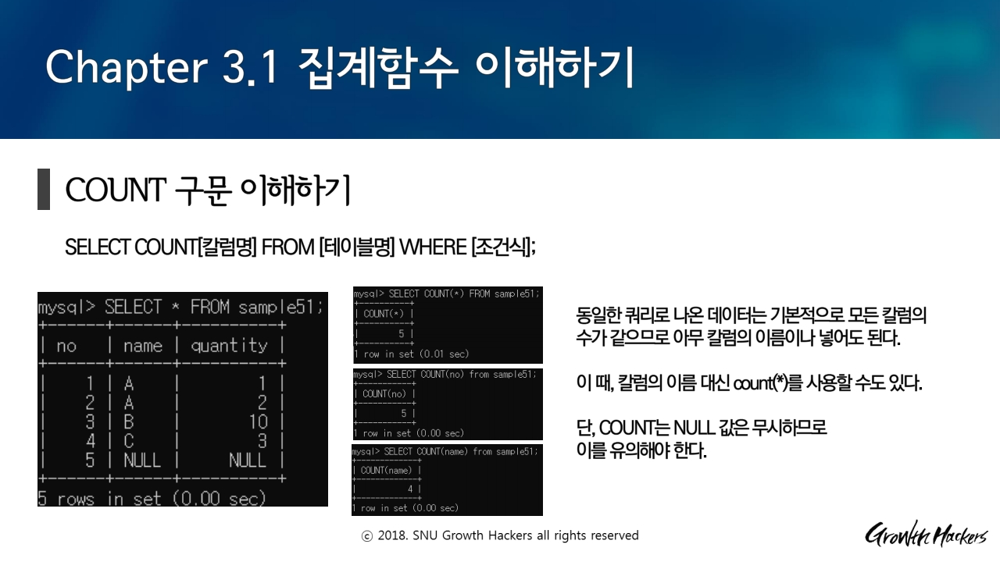 Chapter 3.1 집계함수 이해하기
COUNT 구문 이해하기
SELECT COUNT[칼럼명] FROM [테이블명] WHERE [조건식];
mysql> SELECT * FROM sample51;
+------+------+----------+
| no | name | quantity |
+------+------+----------+
| 1 | A | 1 |
| 2 | A | 2 |
| 3 | B | 10 |
| 4 | C | 3 |
| 5 | NULL | NULL |
+------+------+----------+
5 rows in set (0.00 sec)
mysql> SELECT COUNT(*) FROM sample51;
+----------+
| COUNT(*) |
+----------+
| 5 |
+----------+
1 row in set (0.01 sec)
mysql> SELECT COUNT(no) from sample51;
+-----------+
| COUNT(no) |
+-----------+
| 5 |
+-----------+
1 row in set (0.00 sec)
mysql> SELECT COUNT(name) from sample51;
+-------------+
| COUNT(name) |
+-------------+
| 4 |
+-------------+
1 row in set (0.00 sec)
동일한 쿼리로 나온 데이터는 기본적으로 모든 칼럼의
수가 같으므로 아무 칼럼의 이름이나 넣어도 된다.
이 때, 칼럼의 이름 대신 count(*)를 사용할 수도 있다.
단, COUNT는 NULL 값은 무시하므로
이를 유의해야 한다.
ⓒ 2018. SNU Growth Hackers all rights reserved
Growth Hackers